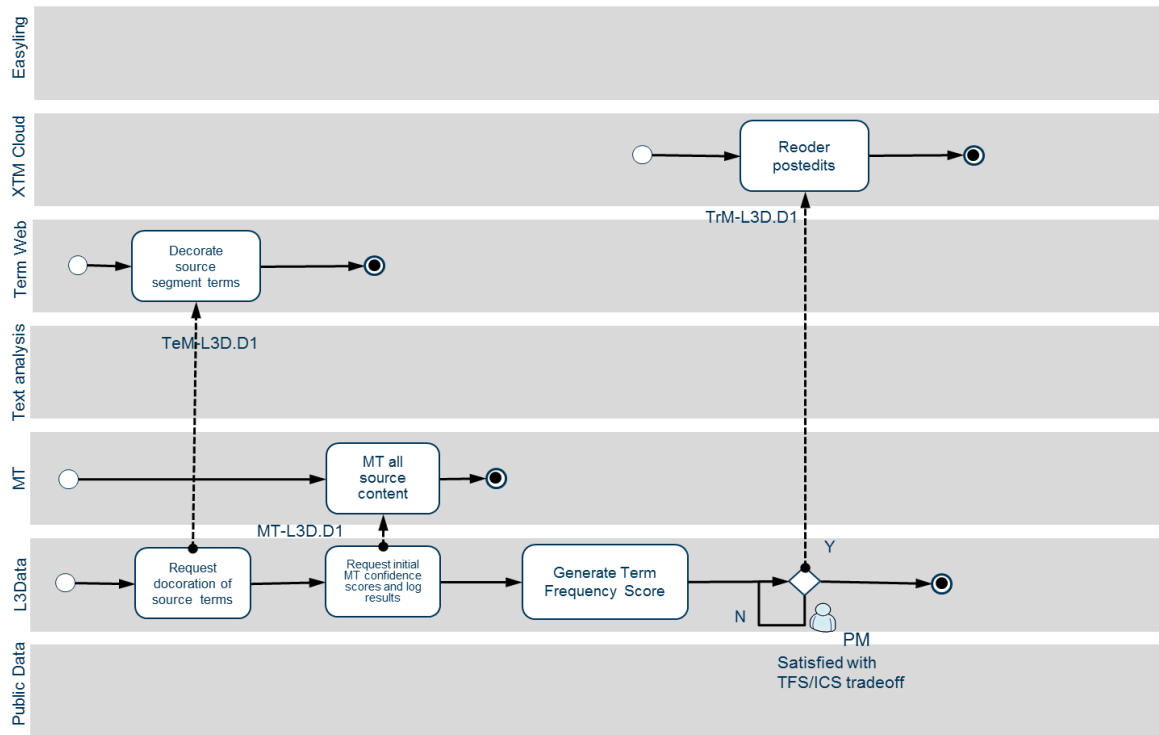 Easyling
XTM Cloud
Reoder
postedits
TrM-L3D.D1
Term Web
Decorate
source
segment terms
TeM-L3D.D1
Text analysis
MT
MT all
source
content
MT-L3D.D1
L3Data
Request
docoration of
source terms
Request initial
MT confidence
scores and log
results
Generate Term
Frequency Score
Y
N
PM
Satisfied with
TFS/ICS tradeoff
Public Data